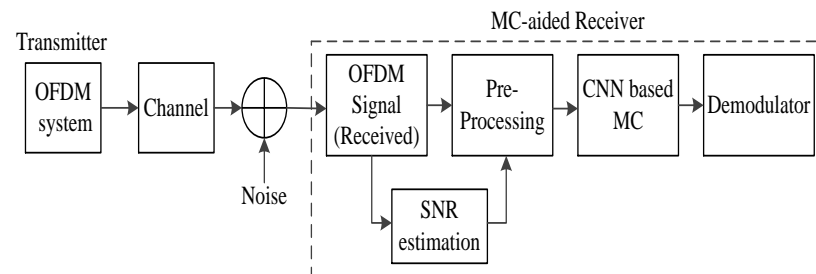 MC-aided Receiver
Transmitter
OFDM
system
Channel
Noise
OFDM
Signal
(Received)
Pre-
Processing
CNN based
MC
Demodulator
SNR
estimation